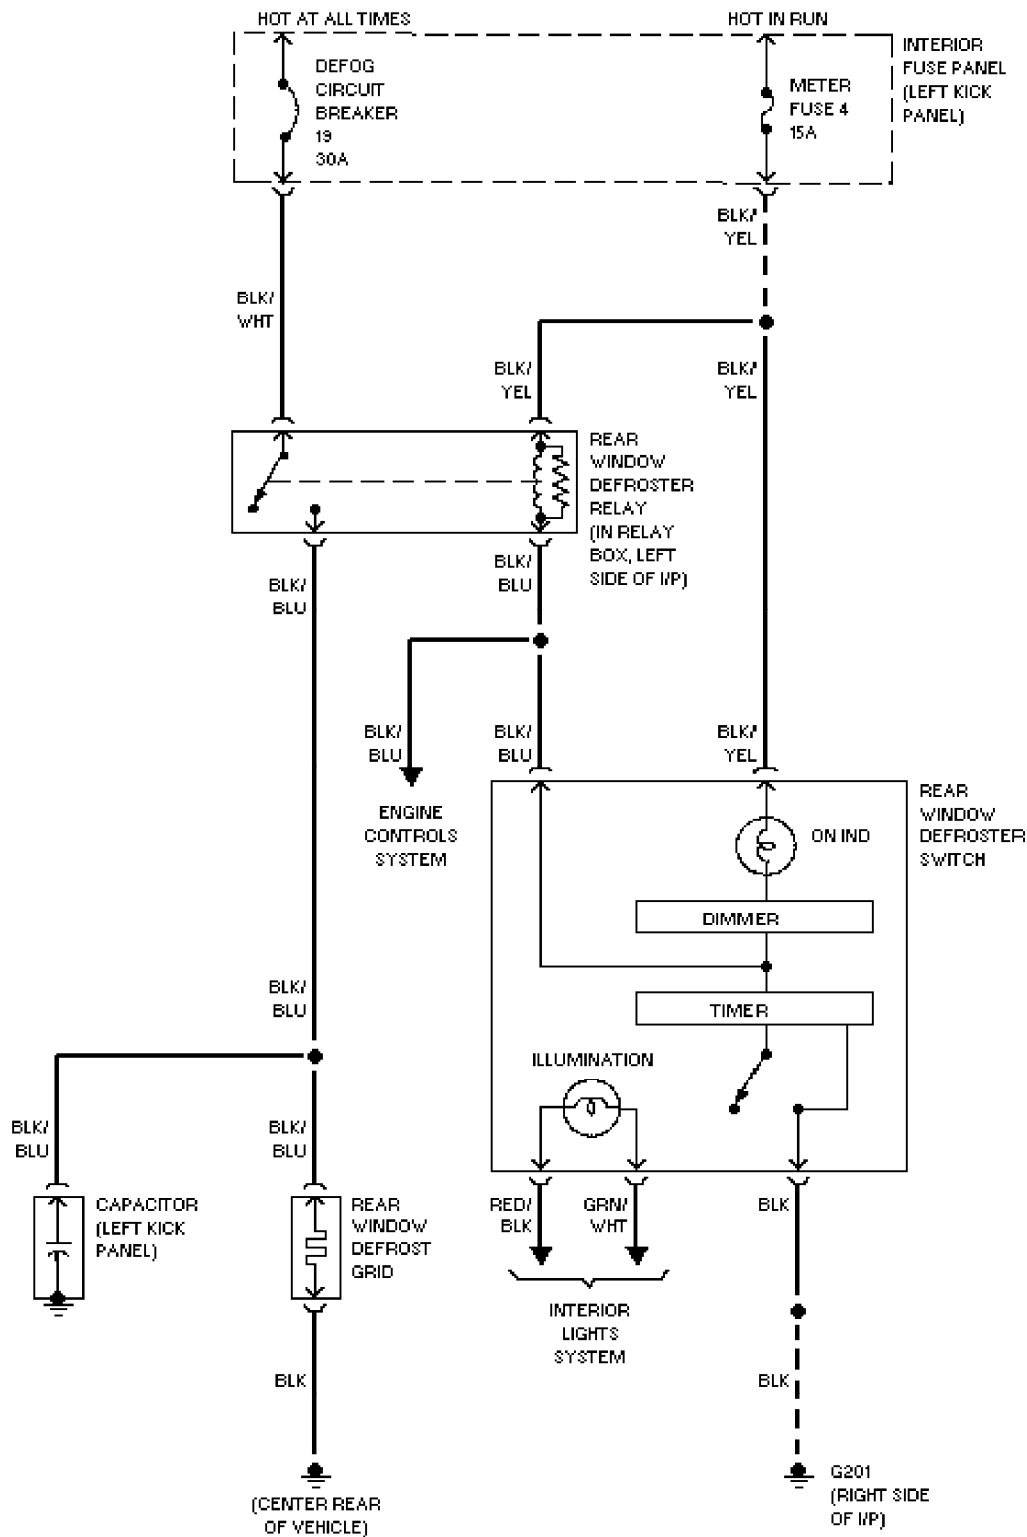 HOT AT ALL TIMES
HOT IN RUN
DEFOG
CIRCUIT
BREAKER
19
30A
METER
FUSE 4
15A
INTERIOR
FUSE PANEL
(LEFT KICK
PANEL)
BLK/
YEL
BLK/
WHT
BLK/
YEL
BLK/
YEL
REAR
WINDOW
DEFROSTER
RELAY
(IN RELAY
BOX, LEFT
SIDE OF I/P)
BLK/
BLU
BLK/
BLU
BLK/
BLU
BLK/
BLU
BLK/
YEL
ENGINE
CONTROLS
SYSTEM
REAR
WINDOW
DEFROSTER
SWITCH
ON IND
DIMMER
TIMER
BLK/
BLU
ILLUMINATION
BLK/
BLU
BLK/
BLU
CAPACITOR
(LEFT KICK
PANEL)
REAR
WINDOW
DEFROST
GRID
RED/
BLK
GRN/
WHT
BLK
INTERIOR
LIGHTS
SYSTEM
BLK
BLK
(CENTER REAR
OF VEHICLE)
G201
(RIGHT SIDE
OF I/P)